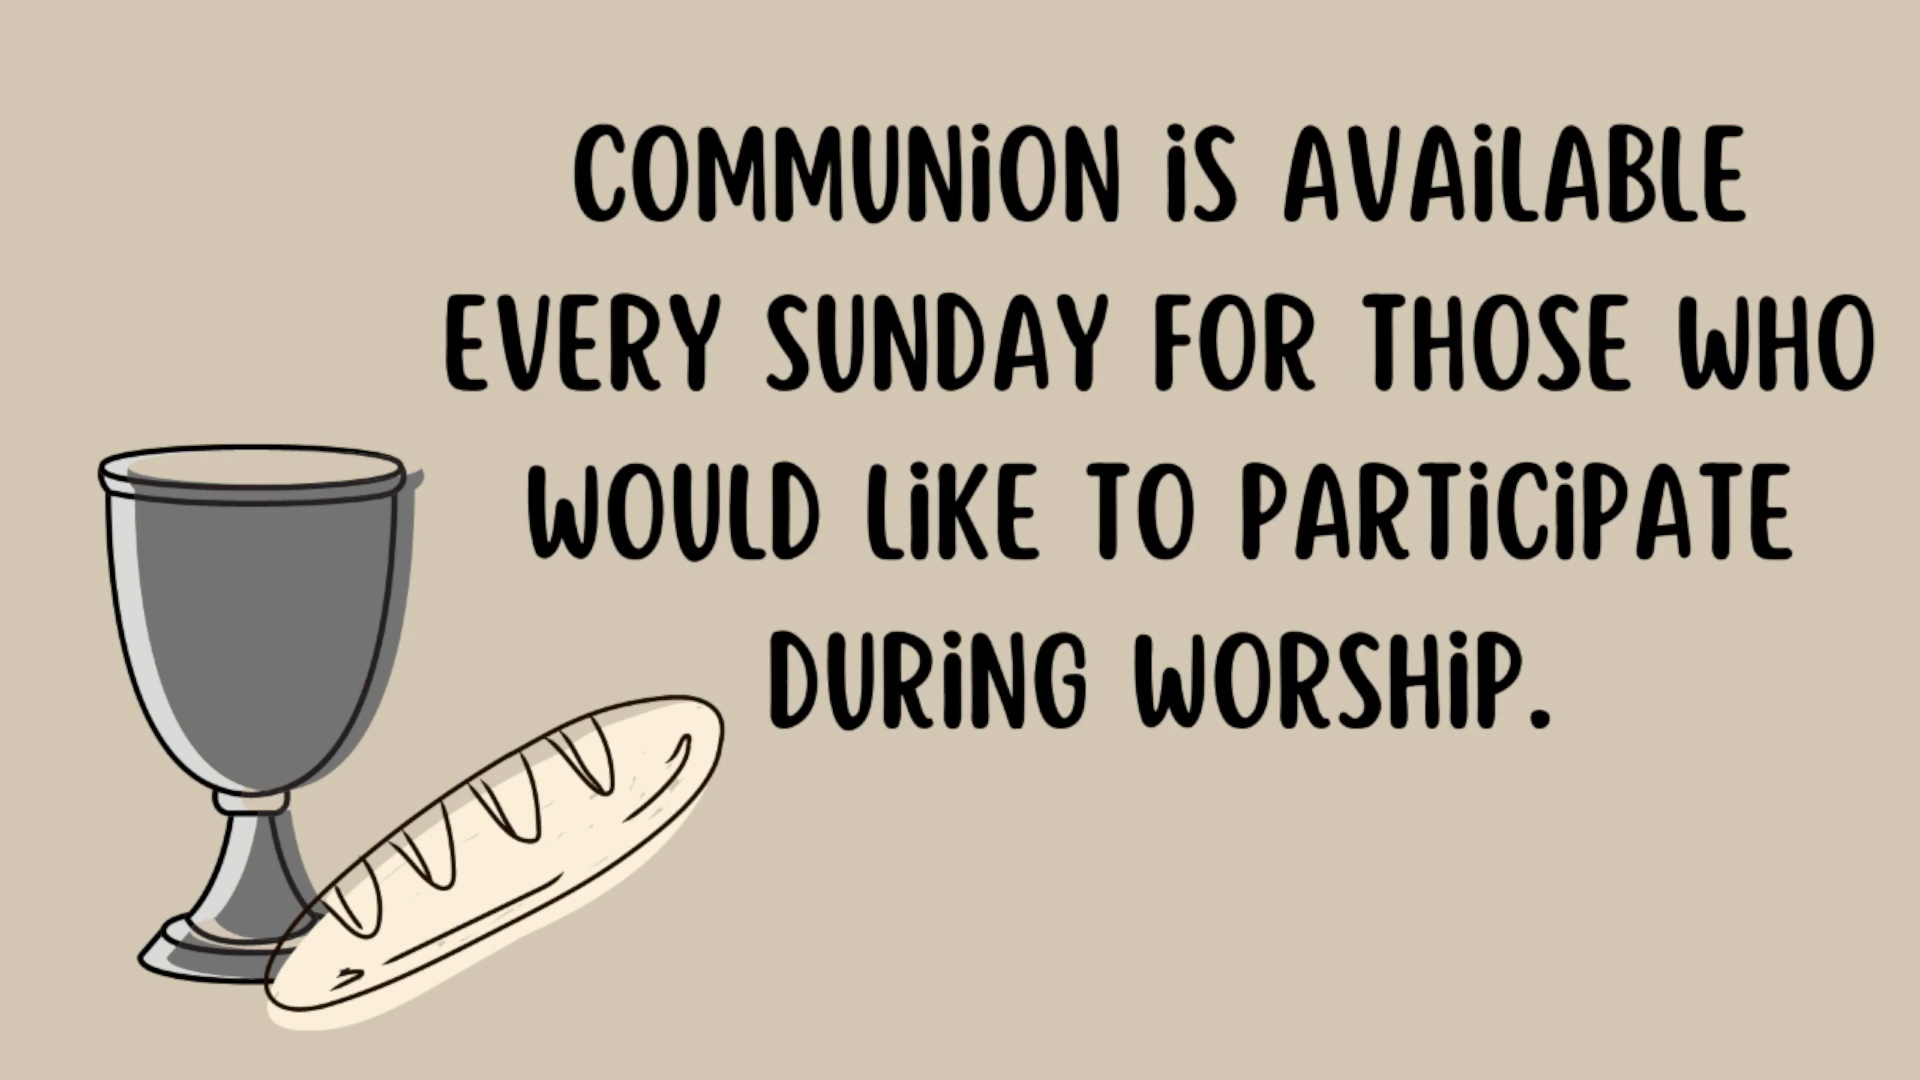 COMMUNiON iS AVAiLABLE
EVERY SUNDAY FOR THOSE WHO
WOULD LiKE TO PARTiCiPATE
DURiNG WORSHiP.